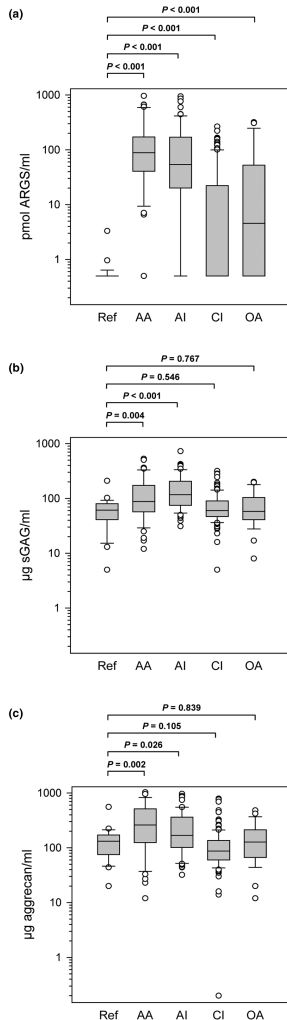 (a)
P < 0.001
P < 0.001
P < 0.001
P < 0.001
pmol ARGS/ml
1000
100
10
1
Ref AA AI CI OA
(b)
P = 0.767
P = 0.546
P < 0.001
P = 0.004
µg sGAG/ml
1000
100
10
1
Ref AA AI CI OA
(c)
P = 0.839
P = 0.105
P = 0.026
P = 0.002
µg aggrecan/ml
1000
100
10
1
Ref AA AI CI OA